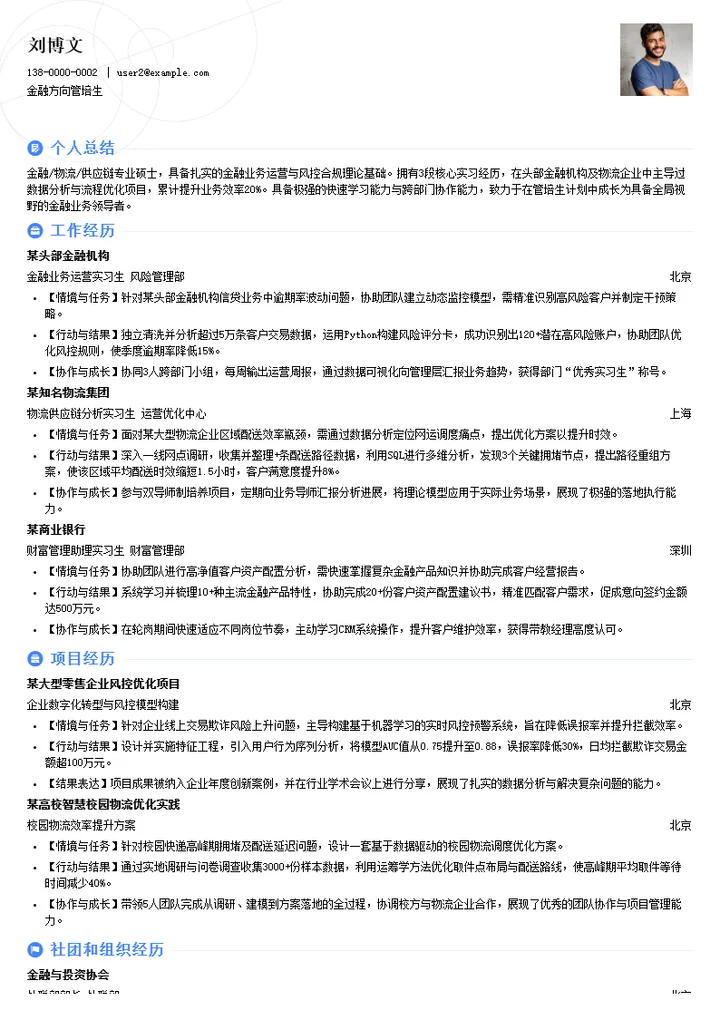 刘博文
138-0000-0002 | user2@example.com
金融方向管培生
个人总结
金融/物流/供应链专业硕士，具备扎实的金融业务运营与风控合规理论基础。拥有3段核心实习经历，在头部金融机构及物流企业中主导过
数据分析与流程优化项目，累计提升业务效率20%。具备极强的快速学习能力与跨部门协作能力，致力于在管培生计划中成长为具备全局视
野的金融业务领导者。
工作经历
某头部金融机构
金融业务运营实习生 风险管理部 北京
• 【情境与任务】针对某头部金融机构信贷业务中逾期率波动问题，协助团队建立动态监控模型，需精准识别高风险客户并制定干预策
略。
• 【行动与结果】独立清洗并分析超过5万条客户交易数据，运用Python构建风险评分卡，成功识别出120+潜在高风险账户，协助团队优
化风控规则，使季度逾期率降低15%。
• 【协作与成长】协同3人跨部门小组，每周输出运营周报，通过数据可视化向管理层汇报业务趋势，获得部门“优秀实习生”称号。
某知名物流集团
物流供应链分析实习生 运营优化中心 上海
• 【情境与任务】面对某大型物流企业区域配送效率瓶颈，需通过数据分析定位网运调度痛点，提出优化方案以提升时效。
• 【行动与结果】深入一线网点调研，收集并整理+条配送路径数据，利用SQL进行多维分析，发现3个关键拥堵节点，提出路径重组方
案，使该区域平均配送时效缩短1.5小时，客户满意度提升8%。
• 【协作与成长】参与双导师制培养项目，定期向业务导师汇报分析进展，将理论模型应用于实际业务场景，展现了极强的落地执行能
力。
某商业银行
财富管理助理实习生 财富管理部 深圳
• 【情境与任务】协助团队进行高净值客户资产配置分析，需快速掌握复杂金融产品知识并协助完成客户经营报告。
• 【行动与结果】系统学习并梳理10+种主流金融产品特性，协助完成20+份客户资产配置建议书，精准匹配客户需求，促成意向签约金额
达500万元。
• 【协作与成长】在轮岗期间快速适应不同岗位节奏，主动学习CRM系统操作，提升客户维护效率，获得带教经理高度认可。
项目经历
某大型零售企业风控优化项目
企业数字化转型与风控模型构建 北京
• 【情境与任务】针对企业线上交易欺诈风险上升问题，主导构建基于机器学习的实时风控预警系统，旨在降低误报率并提升拦截效率。
• 【行动与结果】设计并实施特征工程，引入用户行为序列分析，将模型AUC值从0.75提升至0.88，误报率降低30%，日均拦截欺诈交易金
额超100万元。
• 【结果表达】项目成果被纳入企业年度创新案例，并在行业学术会议上进行分享，展现了扎实的数据分析与解决复杂问题的能力。
某高校智慧校园物流优化实践
校园物流效率提升方案 北京
• 【情境与任务】针对校园快递高峰期拥堵及配送延迟问题，设计一套基于数据驱动的校园物流调度优化方案。
• 【行动与结果】通过实地调研与问卷调查收集3000+份样本数据，利用运筹学方法优化取件点布局与配送路线，使高峰期平均取件等待
时间减少40%。
• 【协作与成长】带领5人团队完成从调研、建模到方案落地的全过程，协调校方与物流企业合作，展现了优秀的团队协作与项目管理能
力。
社团和组织经历
金融与投资协会